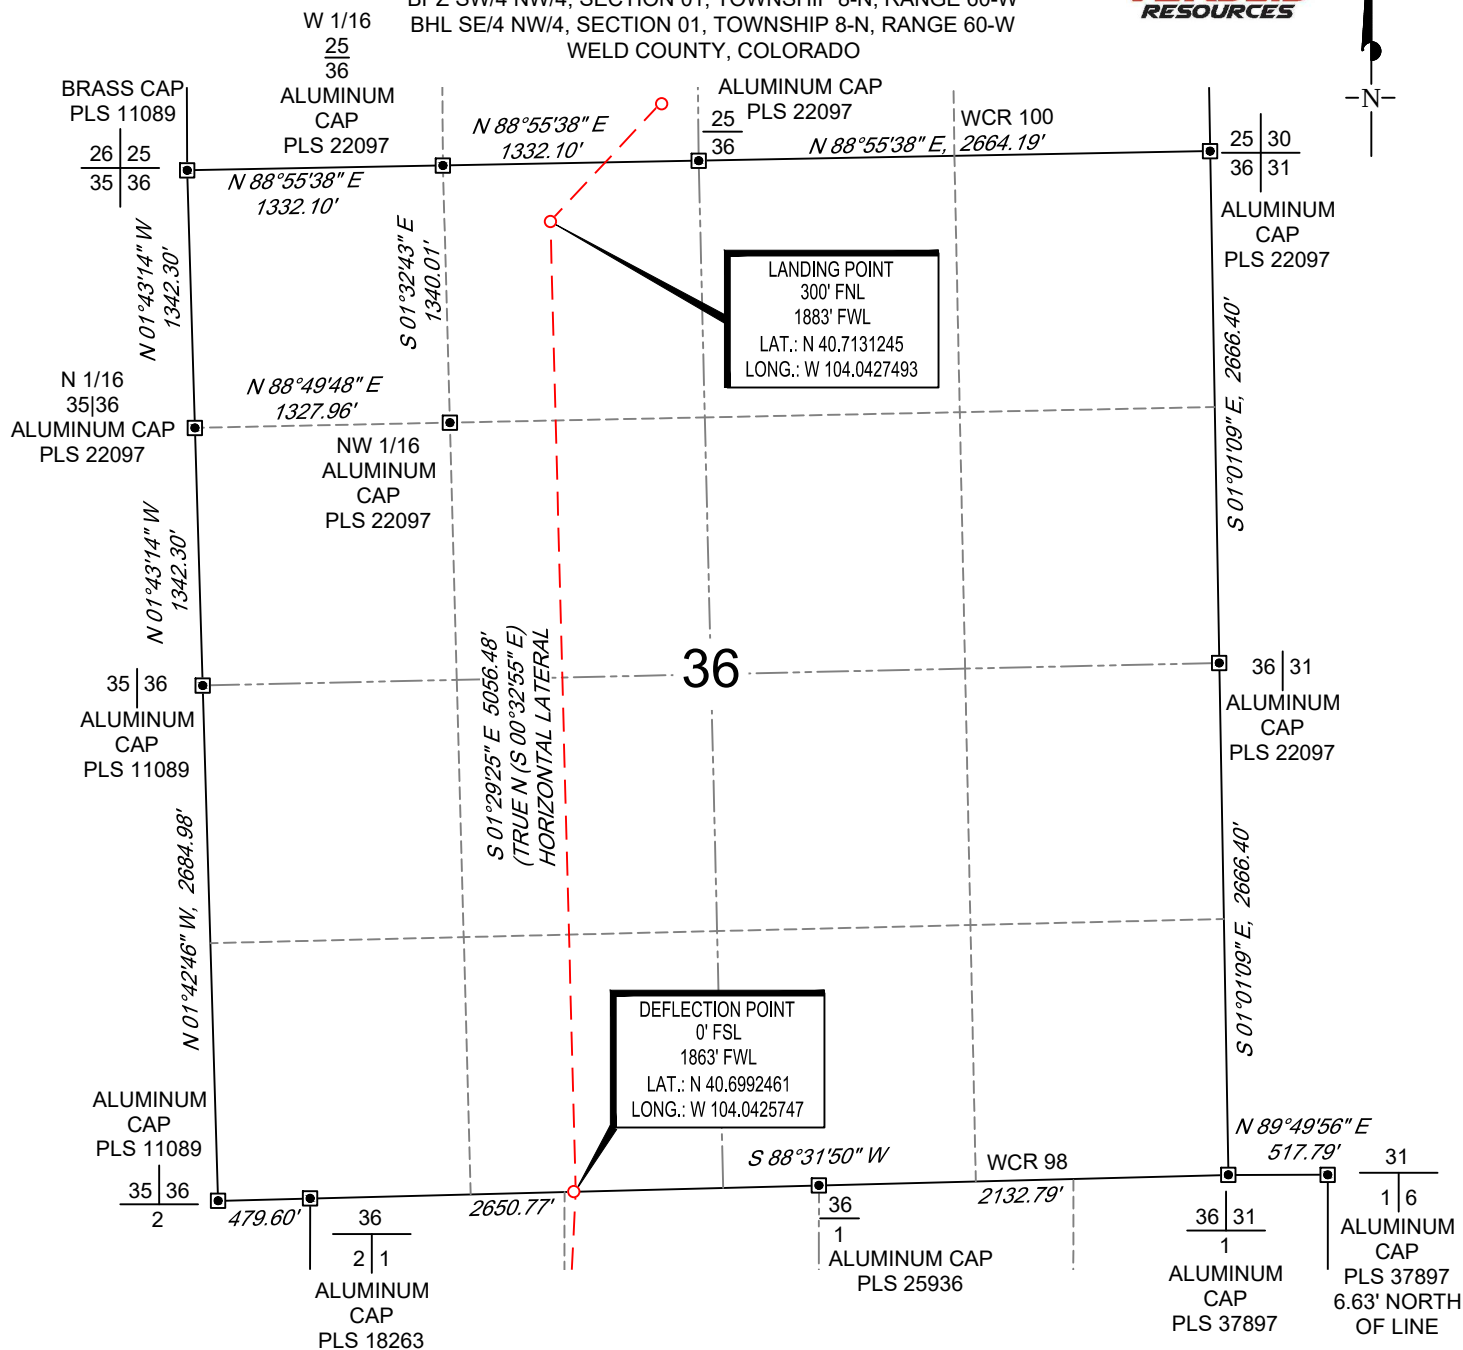 BPZ SW/4 NW/4, SECTION 01, TOWNSHIP 8-N, RANGE 60-W
BHL SE/4 NW/4, SECTION 01, TOWNSHIP 8-N, RANGE 60-W
WELD COUNTY, COLORADO
RESOURCES
N
W 1/16
25
36
ALUMINUM
CAP
PLS 22097
BRASS CAP
PLS 11089
26 25
35 36
N 88°55'38" E
1332.10'
N 88°55'38" E
1332.10'
ALUMINUM CAP
PLS 22097
25
36
WCR 100
N 88°55'38" E, 2664.19'
25 30
36 31
ALUMINUM
CAP
PLS 22097
N 01°43'14" W
1342.30'
S 01°32'43" E
1340.01'
LANDING POINT
300' FNL
1883' FWL
LAT.: N 40.7131245
LONG.: W 104.0427493
S 01°01'09" E, 2666.40'
N 1/16
35|36
ALUMINUM CAP
PLS 22097
N 88°49'48" E
1327.96'
NW 1/16
ALUMINUM
CAP
PLS 22097
N 01°43'14" W
1342.30'
36
35 36
ALUMINUM
CAP
PLS 11089
S 01°29'25" E 5056.48'
(TRUE N (S 00°32'55" E)
HORIZONTAL LATERAL
36 31
ALUMINUM
CAP
PLS 22097
N 01°42'46" W, 2684.98'
S 01°01'09" E, 2666.40'
DEFLECTION POINT
0' FSL
1863' FWL
LAT.: N 40.6992461
LONG.: W 104.0425747
ALUMINUM
CAP
PLS 11089
35 36
2
479.60'
36
2 1
ALUMINUM
CAP
PLS 18263
2650.77'
S 88°31'50" W
WCR 98
2132.79'
36
1
ALUMINUM CAP
PLS 25936
N 89°49'56" E
517.79'
36 31
1
ALUMINUM
CAP
PLS 37897
31
1 6
ALUMINUM
CAP
PLS 37897
6.63' NORTH
OF LINE